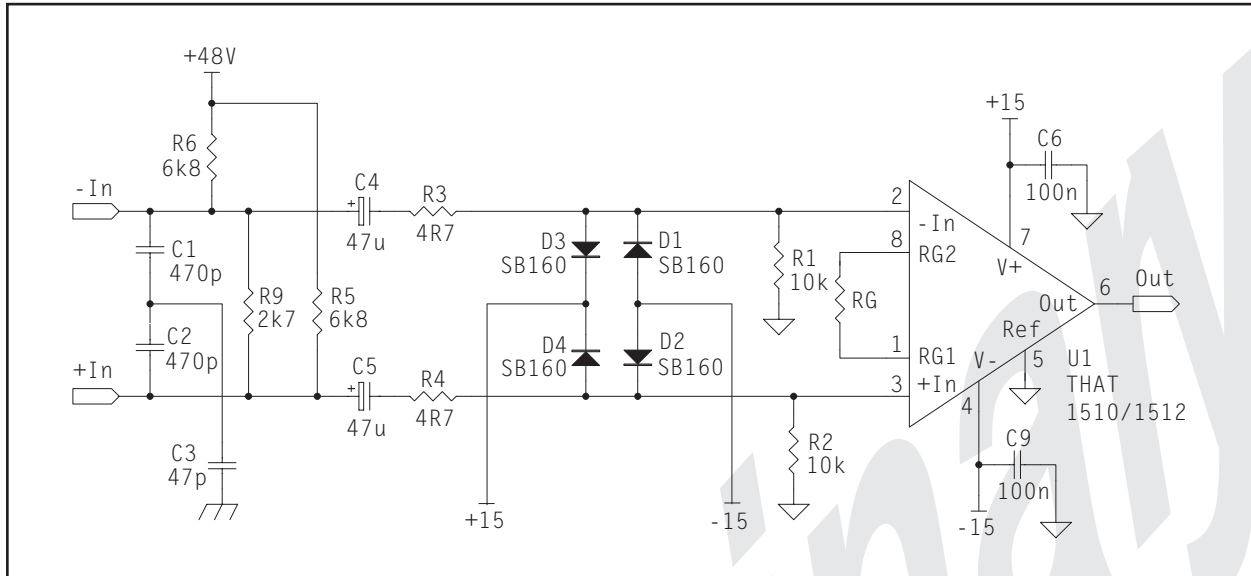 +48V
R6
6k8
-In
C1
470p
C2
470p
+In
C3
47p
R9
2k7
R5
6k8
C4
+
47u
R3
4R7
C5
+
47u
R4
4R7
D3
SB160
D1
SB160
D4
SB160
D2
SB160
+15
-15
R1
10k
R2
10k
RG
+15
C6
100n
2
-In
8
RG2
7
V+
6
Out
Out
Ref
5
1
RG1
V-
3
+In
4
U1
THAT
1510/1512
C9
100n
-15
inary